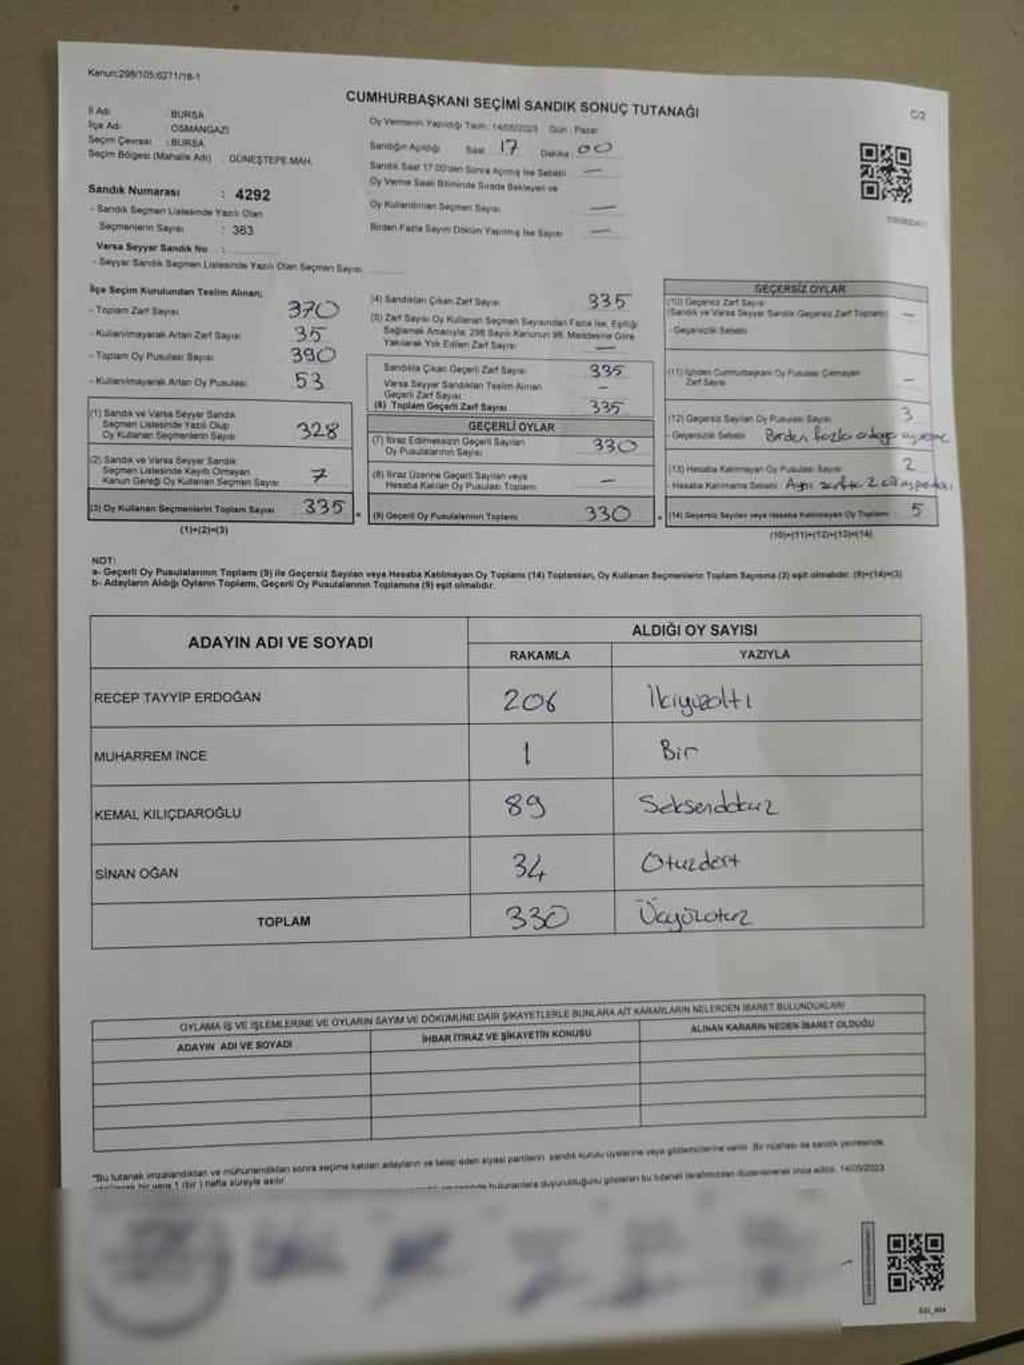 Kanun:298/105;6271/18-1
CUMHURBAŞKANI SEÇİMİ SANDIK SONUÇ TUTANAĞI
İl Adı BURSA
İlçe Adı OSMANGAZİ
Seçim Çevresi : BURSA
Seçim Bölgesi (Mahalle Adı) GÜNEŞTEPE MAH.
Sandık Numarası : 4292
- Sandık Seçmen Listesinde Yazılı Olan
Seçmenlerin Sayısı : 363
Varsa Seyyar Sandık No :
- Seyyar Sandık Seçmen Listesinde Yazılı Olan Seçmen Sayısı
Oy Vermenin Yapıldığı Tarih : 14/05/2023 Gün : Pazar
Sandığın Açıldığı Saat 17 Dakika : 00
Sandık Saat 17:00'den Sonra Açılmış İse Sebebi —
Oy Verme Saati Bitiminde Sırada Bekleyen ve
Oy Kullandırılan Seçmen Sayısı —
Birden Fazla Sayım Döküm Yapılmış İse Sayısı —
İlçe Seçim Kurulundan Teslim Alınan;
- Toplam Zarf Sayısı 370
- Kullanılmayarak Artan Zarf Sayısı 35
- Toplam Oy Pusulası Sayısı 390
- Kullanılmayarak Artan Oy Pusulası 53
(1) Sandık ve Varsa Seyyar Sandık
Seçmen Listesinde Yazılı Olup
Oy Kullanan Seçmenlerin Sayısı 328
(2) Sandık ve Varsa Seyyar Sandık
Seçmen Listesinde Kayıtlı Olmayan
Kanun Gereği Oy Kullanan Seçmen Sayısı 7
(3) Oy Kullanan Seçmenlerin Toplam Sayısı 335
(1)+(2)=(3)
(4) Sandıktan Çıkan Zarf Sayısı 335
(5) Zarf Sayısı Oy Kullanan Seçmen Sayısından Fazla İse, Eşitliği
Sağlamak Amacıyla, 298 Sayılı Kanunun 98. Maddesine Göre
Yakılarak Yok Edilen Zarf Sayısı —
Sandıkta Çıkan Geçerli Zarf Sayısı 335
Varsa Seyyar Sandıktan Teslim Alınan
Geçerli Zarf Sayısı —
(6) Toplam Geçerli Zarf Sayısı 335
GEÇERLİ OYLAR
(7) İtiraz Edilmeksizin Geçerli Sayılan
Oy Pusulalarının Sayısı 330
(8) İtiraz Üzerine Geçerli Sayılan veya
Hesaba Katılan Oy Pusulası Toplamı —
(9) Geçerli Oy Pusulalarının Toplamı 330
GEÇERSİZ OYLAR
(10) Geçersiz Zarf Sayısı
(Sandık ve Varsa Seyyar Sandık Geçersiz Zarf Toplamı) —
- Geçersizlik Sebebi
(11) İçinden Cumhurbaşkanı Oy Pusulası Çıkmayan
Zarf Sayısı —
(12) Geçersiz Sayılan Oy Pusulası Sayısı 3
- Geçersizlik Sebebi Birden fazla adaya
(13) Hesaba Katılmayan Oy Pusulası Sayısı 2
- Hesaba Katılmama Sebebi : Aynı zarfta 2
(14) Geçersiz Sayılan veya Hesaba Katılmayan Oy Toplamı 5
(10)+(11)+(12)+(13)=(14)
NOT:
a- Geçerli Oy Pusulalarının Toplamı (9) ile Geçersiz Sayılan veya Hesaba Katılmayan Oy Toplamı (14) Toplamları, Oy Kullanan Seçmenlerin Toplam Sayısına (3) eşit olmalıdır: (9)+(14)=(3)
b- Adayların Aldığı Oyların Toplamı, Geçerli Oy Pusulalarının Toplamına (9) eşit olmalıdır.
ADAYIN ADI VE SOYADI ALDIĞI OY SAYISI
RAKAMLA YAZIYLA
RECEP TAYYİP ERDOĞAN 206 İkiyüzaltı
MUHARREM İNCE 1 Bir
KEMAL KILIÇDAROĞLU 89 Seksendokuz
SİNAN OĞAN 34 Otuzdört
TOPLAM 330 Üçyüzotuz
OYLAMA İŞ VE İŞLEMLERİNE VE OYLARIN SAYIM VE DÖKÜMÜNE DAİR ŞİKAYETLERLE BUNLARA AİT KARARLARIN NELERDEN İBARET BULUNDUKLARI
ADAYIN ADI VE SOYADI İHBAR İTİRAZ VE ŞİKAYETİN KONUSU ALINAN KARARIN NEDEN İBARET OLDUĞU
"Bu tutanak imzalandıktan ve mühürlendikten sonra seçime katılan adayların ve talep eden siyasi partilerin sandık kurulu üyelerine veya gözlemcilerine verilir. Bir nüshası da sandık çevresinde
bir yere 1 (bir ) hafta süreyle asılır. bulunanlara duyurulduğunu gösteren bu tutanak tarafımızdan düzenlenerek imza edildi. 14/05/2023